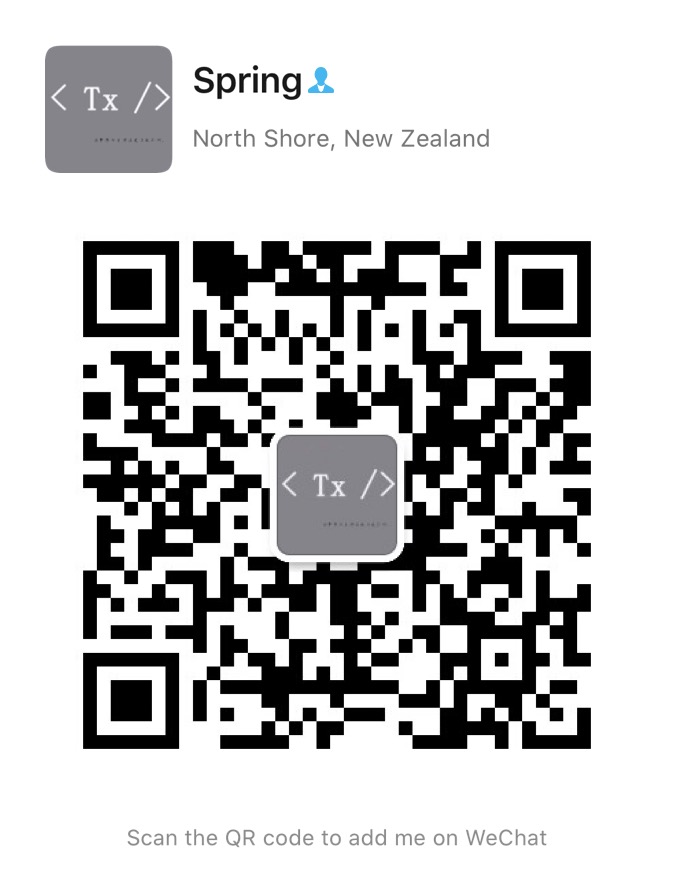 < Tx />
Spring
North Shore, New Zealand
< Tx />
Scan the QR code to add me on WeChat